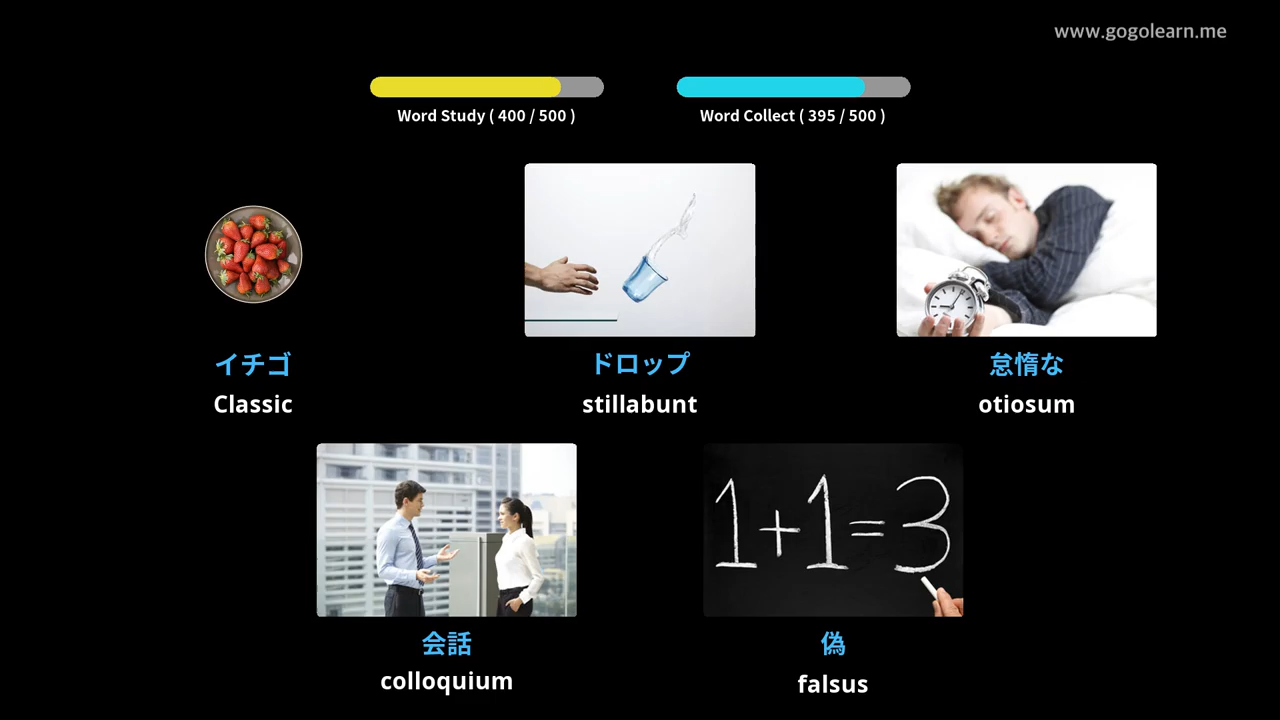 www.gogolearn.me
Word Study ( 400 / 500 )
Word Collect ( 395 / 500 )
イチゴ
Classic
ドロップ
stillabunt
怠惰な
otiosum
1+1=3
会話
colloquium
偽
falsus